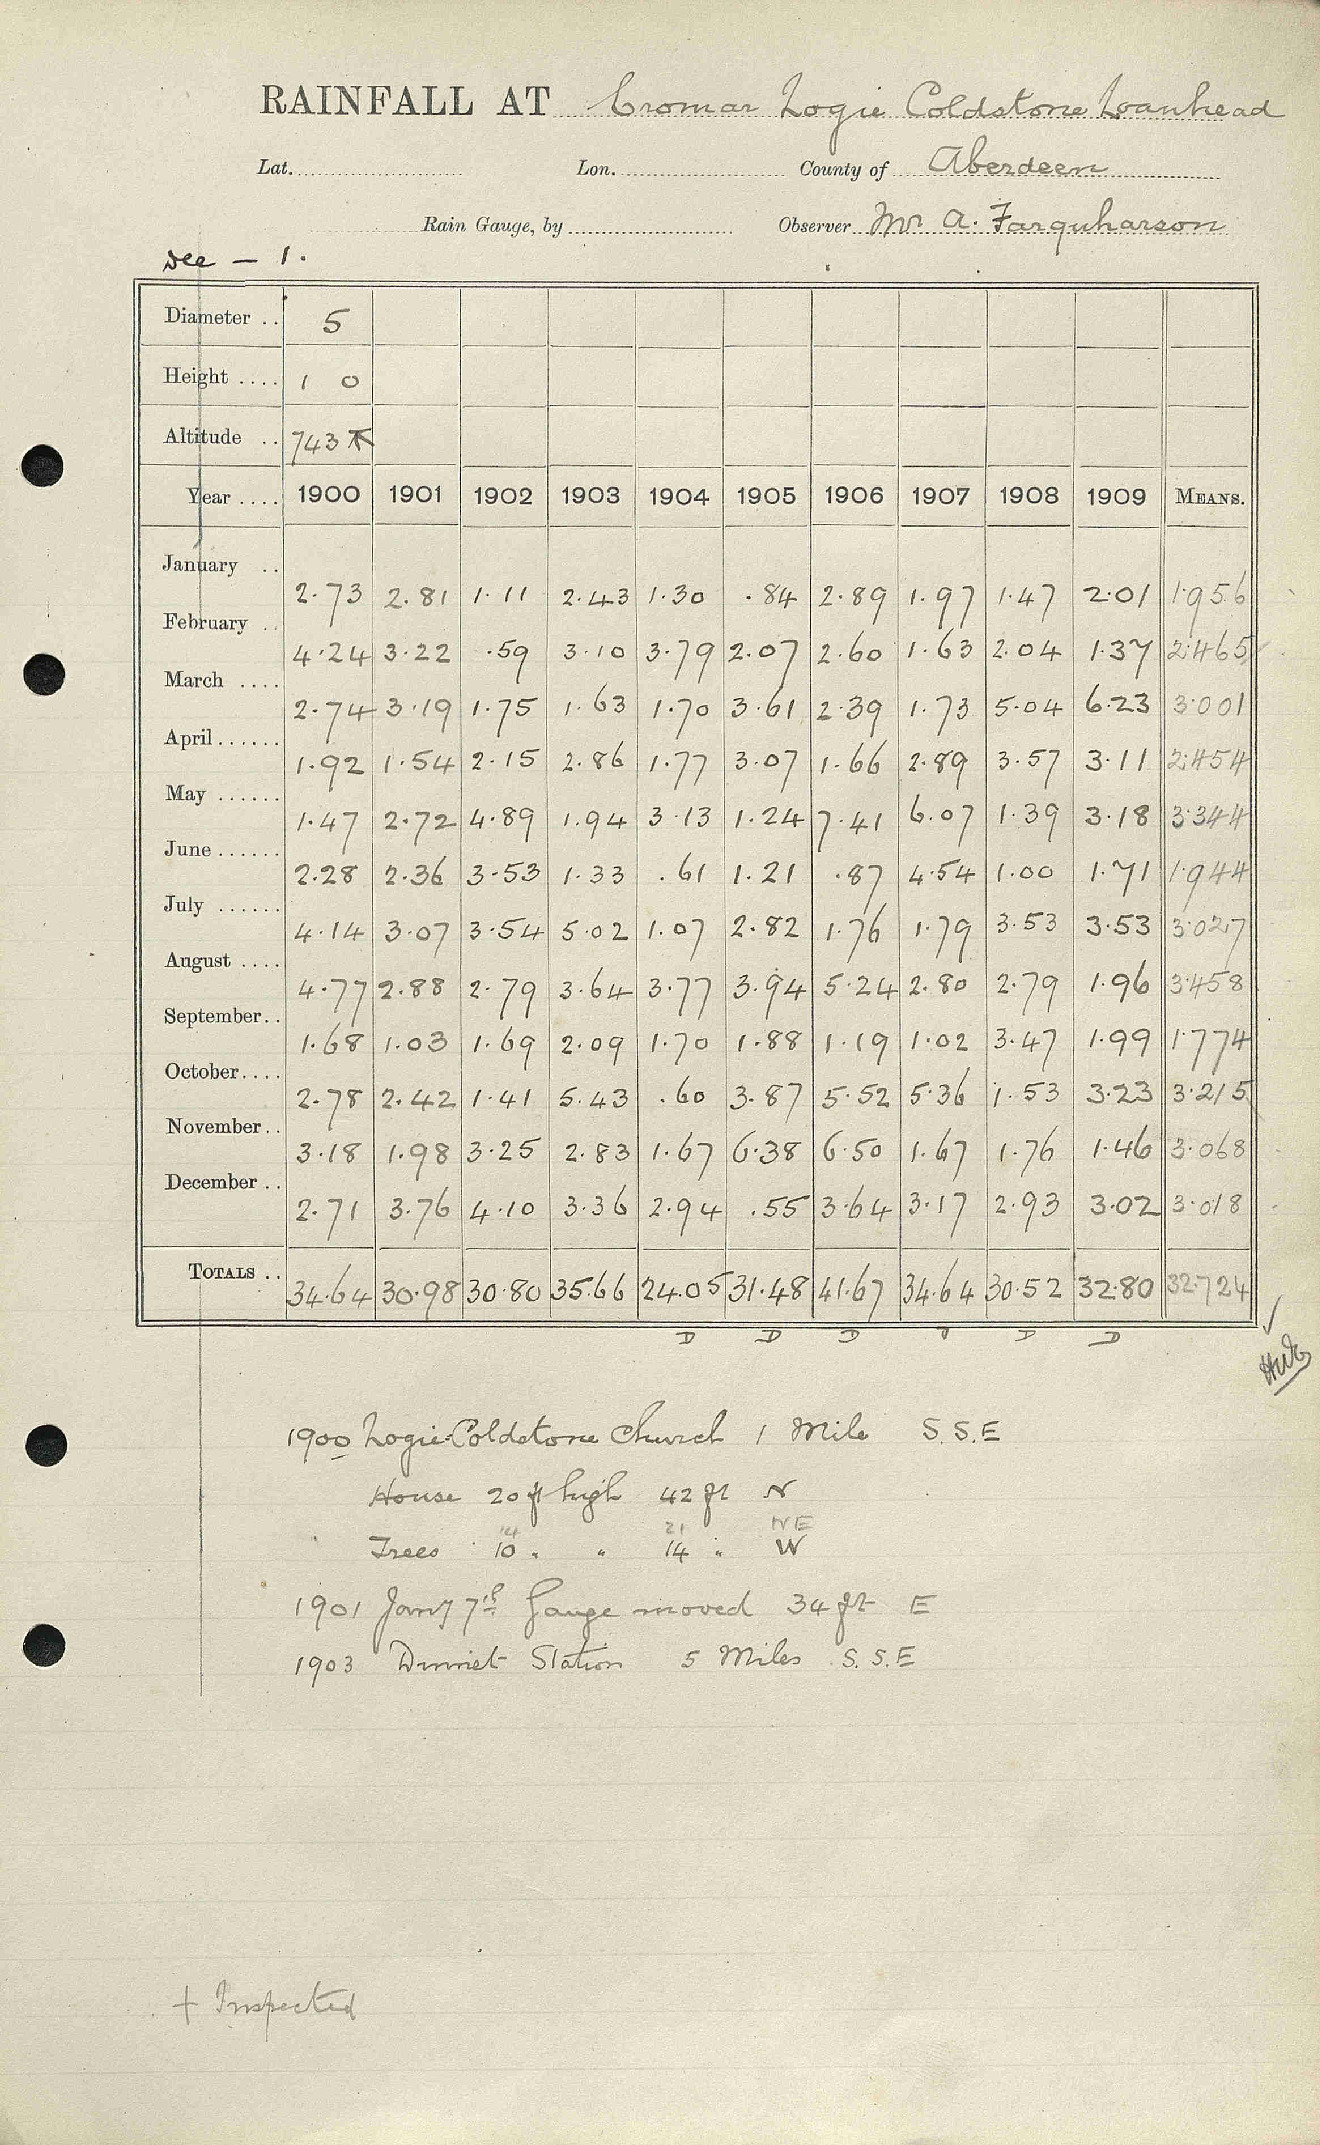 RAINFALL AT Cromar Logie Coldstone Loanhead
Lat. Lon. County of Aberdeen
Rain Gauge, by Observer Mr A. Farquharson
Dee — 1.
Diameter .. 5
Height .... 1 0
Altitude .. 743
Year .... 1900 1901 1902 1903 1904 1905 1906 1907 1908 1909 MEANS.
January .. 2.73 2.81 1.11 2.43 1.30 .84 2.89 1.97 1.47 2.01 1.956
February .. 4.24 3.22 .59 3.10 3.79 2.07 2.60 1.63 2.04 1.37 2.465
March .... 2.74 3.19 1.75 1.63 1.70 3.61 2.39 1.73 5.04 6.23 3.001
April ...... 1.92 1.54 2.15 2.86 1.77 3.07 1.66 2.89 3.57 3.11 2.454
May ...... 1.47 2.72 4.89 1.94 3.13 1.24 7.41 6.07 1.39 3.18 3.344
June ...... 2.28 2.36 3.53 1.33 .61 1.21 .87 4.54 1.00 1.71 1.944
July ...... 4.14 3.07 3.54 5.02 1.07 2.82 1.76 1.79 3.53 3.53 3.027
August .... 4.77 2.88 2.79 3.64 3.77 3.94 5.24 2.80 2.79 1.96 3.458
September .. 1.68 1.03 1.69 2.09 1.70 1.88 1.19 1.02 3.47 1.99 1.774
October .... 2.78 2.42 1.41 5.43 .60 3.87 5.52 5.36 1.53 3.23 3.215
November .. 3.18 1.98 3.25 2.83 1.67 6.38 6.50 1.67 1.76 1.46 3.068
December .. 2.71 3.76 4.10 3.36 2.94 .55 3.64 3.17 2.93 3.02 3.018
TOTALS .. 34.64 30.98 30.80 35.66 24.05 31.48 41.67 34.64 30.52 32.80 32.724
D D D D D D
1900 Logie Coldstone Church 1 Mile S.S.E
House 20 ft high 42 ft N
14 21 NE
Trees 10 " " 14 " W
1901 Jany 7th Gauge moved 34 ft E
1903 Dinnet Station 5 Miles S.S.E
+ Inspected